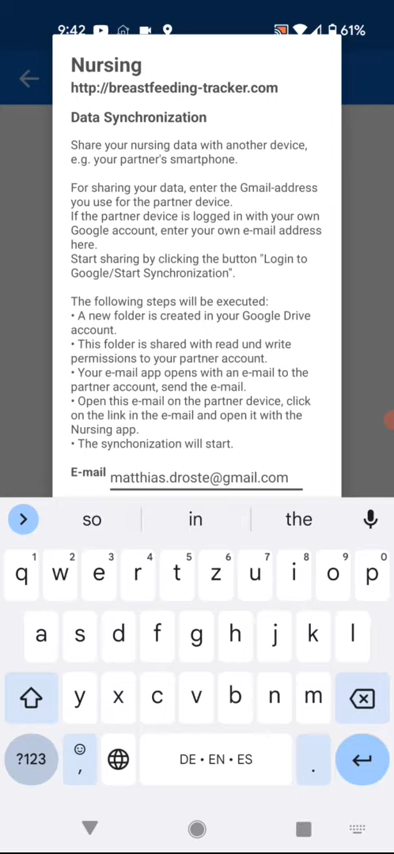 9:42 61%
Nursing
http://breastfeeding-tracker.com
Data Synchronization
Share your nursing data with another device,
e.g. your partner's smartphone.
For sharing your data, enter the Gmail-address
you use for the partner device.
If the partner device is logged in with your own
Google account, enter your own e-mail address
here.
Start sharing by clicking the button "Login to
Google/Start Synchronization".
The following steps will be executed:
• A new folder is created in your Google Drive
account.
• This folder is shared with read und write
permissions to your partner account.
• Your e-mail app opens with an e-mail to the
partner account, send the e-mail.
• Open this e-mail on the partner device, click
on the link in the e-mail and open it with the
Nursing app.
• The synchonization will start.
E-mail matthias.droste@gmail.com
so in the
1 2 3 4 5 6 7 8 9 0
q w e r t z u i o p
a s d f g h j k l
y x c v b n m
?123 , DE • EN • ES .